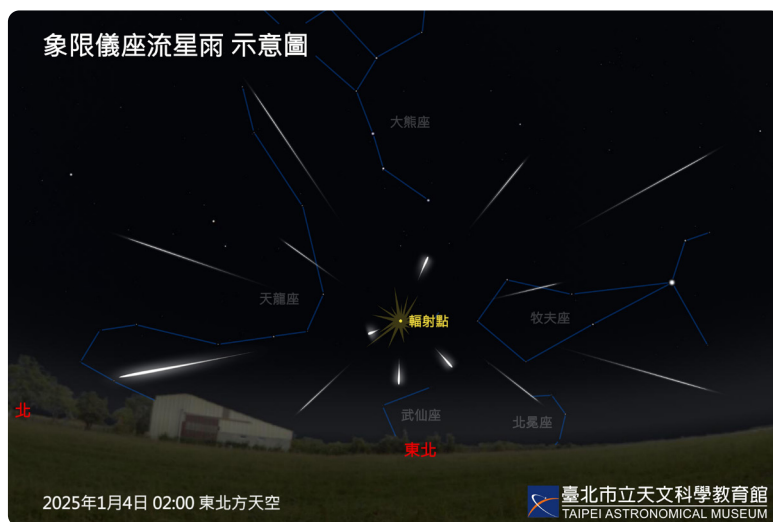 象限儀座流星雨 示意圖
大熊座
天龍座
輻射點
牧夫座
北
武仙座
北冕座
東北
2025年1月4日 02:00 東北方天空
臺北市立天文科學教育館
TAIPEI ASTRONOMICAL MUSEUM